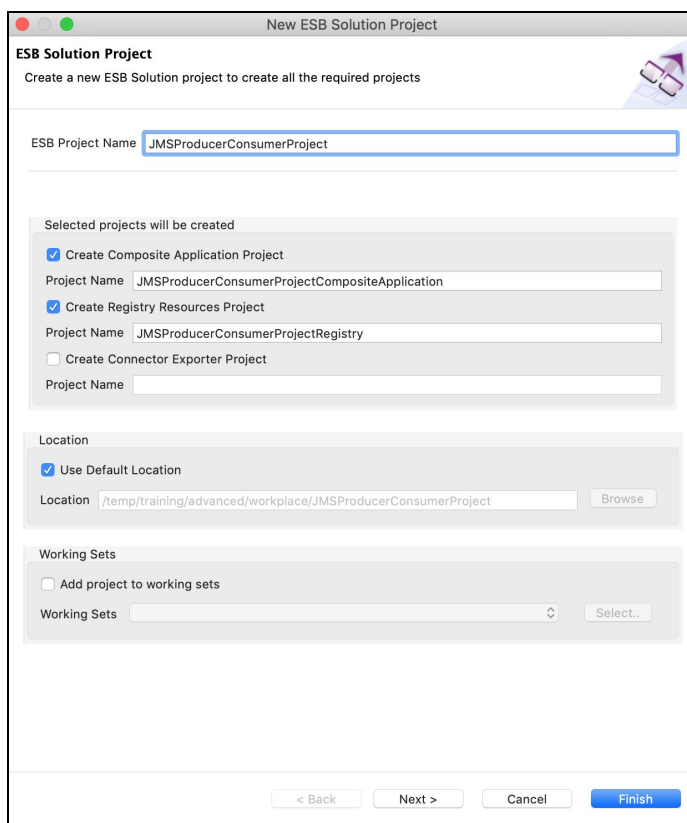 New ESB Solution Project
ESB Solution Project
Create a new ESB Solution project to create all the required projects
ESB Project Name JMSProducerConsumerProject
Selected projects will be created
Create Composite Application Project
Project Name JMSProducerConsumerProjectCompositeApplication
Create Registry Resources Project
Project Name JMSProducerConsumerProjectRegistry
Create Connector Exporter Project
Project Name
Location
Use Default Location
Location /temp/training/advanced/workplace/JMSProducerConsumerProject Browse
Working Sets
Add project to working sets
Working Sets Select..
< Back Next > Cancel Finish